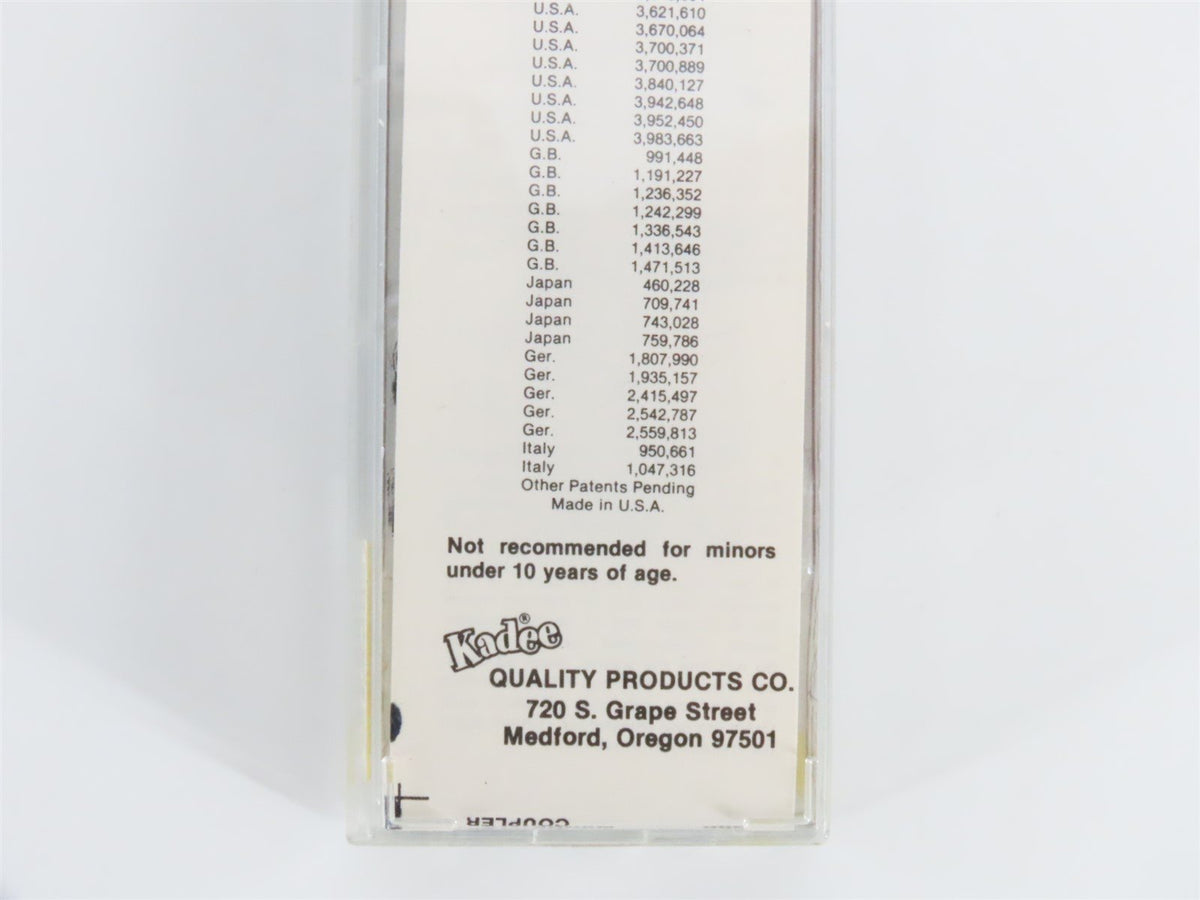 U.S.A. 3,621,610
U.S.A. 3,670,064
U.S.A. 3,700,371
U.S.A. 3,700,889
U.S.A. 3,840,127
U.S.A. 3,942,648
U.S.A. 3,952,450
U.S.A. 3,983,663
G.B. 991,448
G.B. 1,191,227
G.B. 1,236,352
G.B. 1,242,299
G.B. 1,336,543
G.B. 1,413,646
G.B. 1,471,513
Japan 460,228
Japan 709,741
Japan 743,028
Japan 759,786
Ger. 1,807,990
Ger. 1,935,157
Ger. 2,415,497
Ger. 2,542,787
Ger. 2,559,813
Italy 950,661
Italy 1,047,316
Other Patents Pending
Made in U.S.A.
Not recommended for minors
under 10 years of age.
Kadee®
QUALITY PRODUCTS CO.
720 S. Grape Street
Medford, Oregon 97501
COUPLER